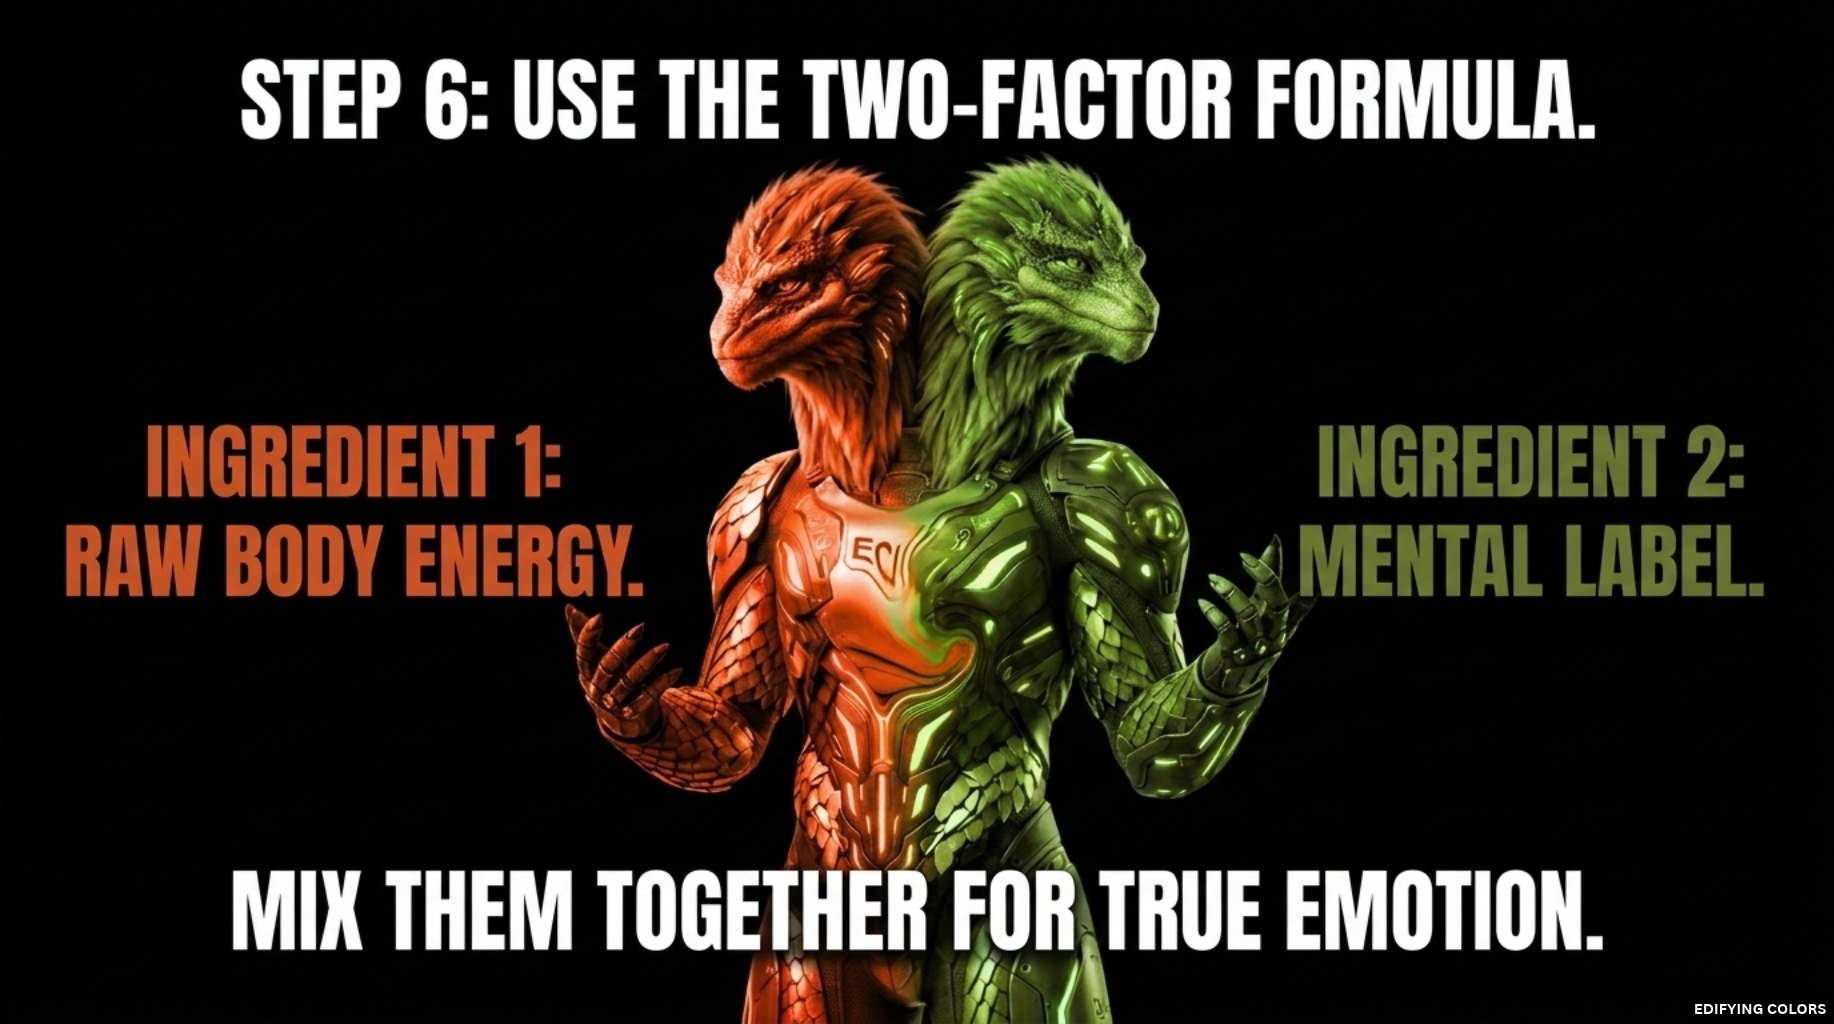 STEP 6: USE THE TWO-FACTOR FORMULA.
INGREDIENT 1:
RAW BODY ENERGY.
INGREDIENT 2:
MENTAL LABEL.
MIX THEM TOGETHER FOR TRUE EMOTION.
EDIFYING COLORS